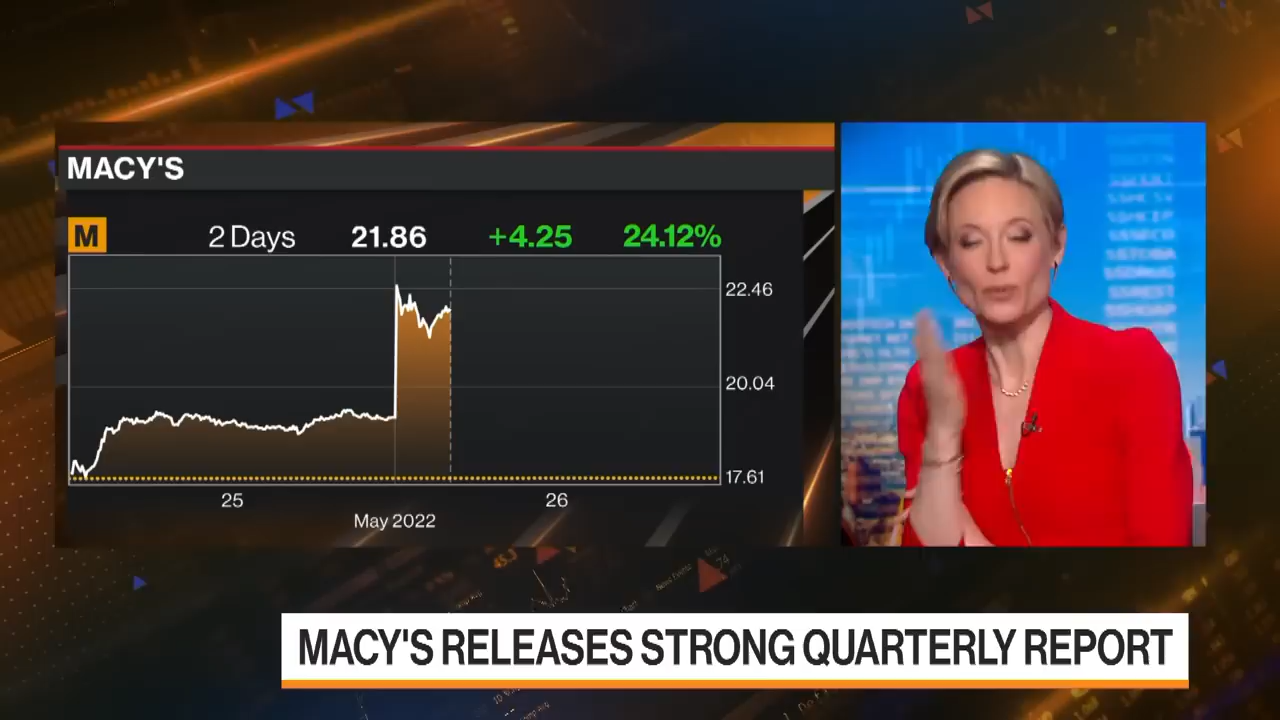 MACY'S
M 2 Days 21.86 +4.25 24.12%
22.46
20.04
17.61
25 26
May 2022
MACY'S RELEASES STRONG QUARTERLY REPORT